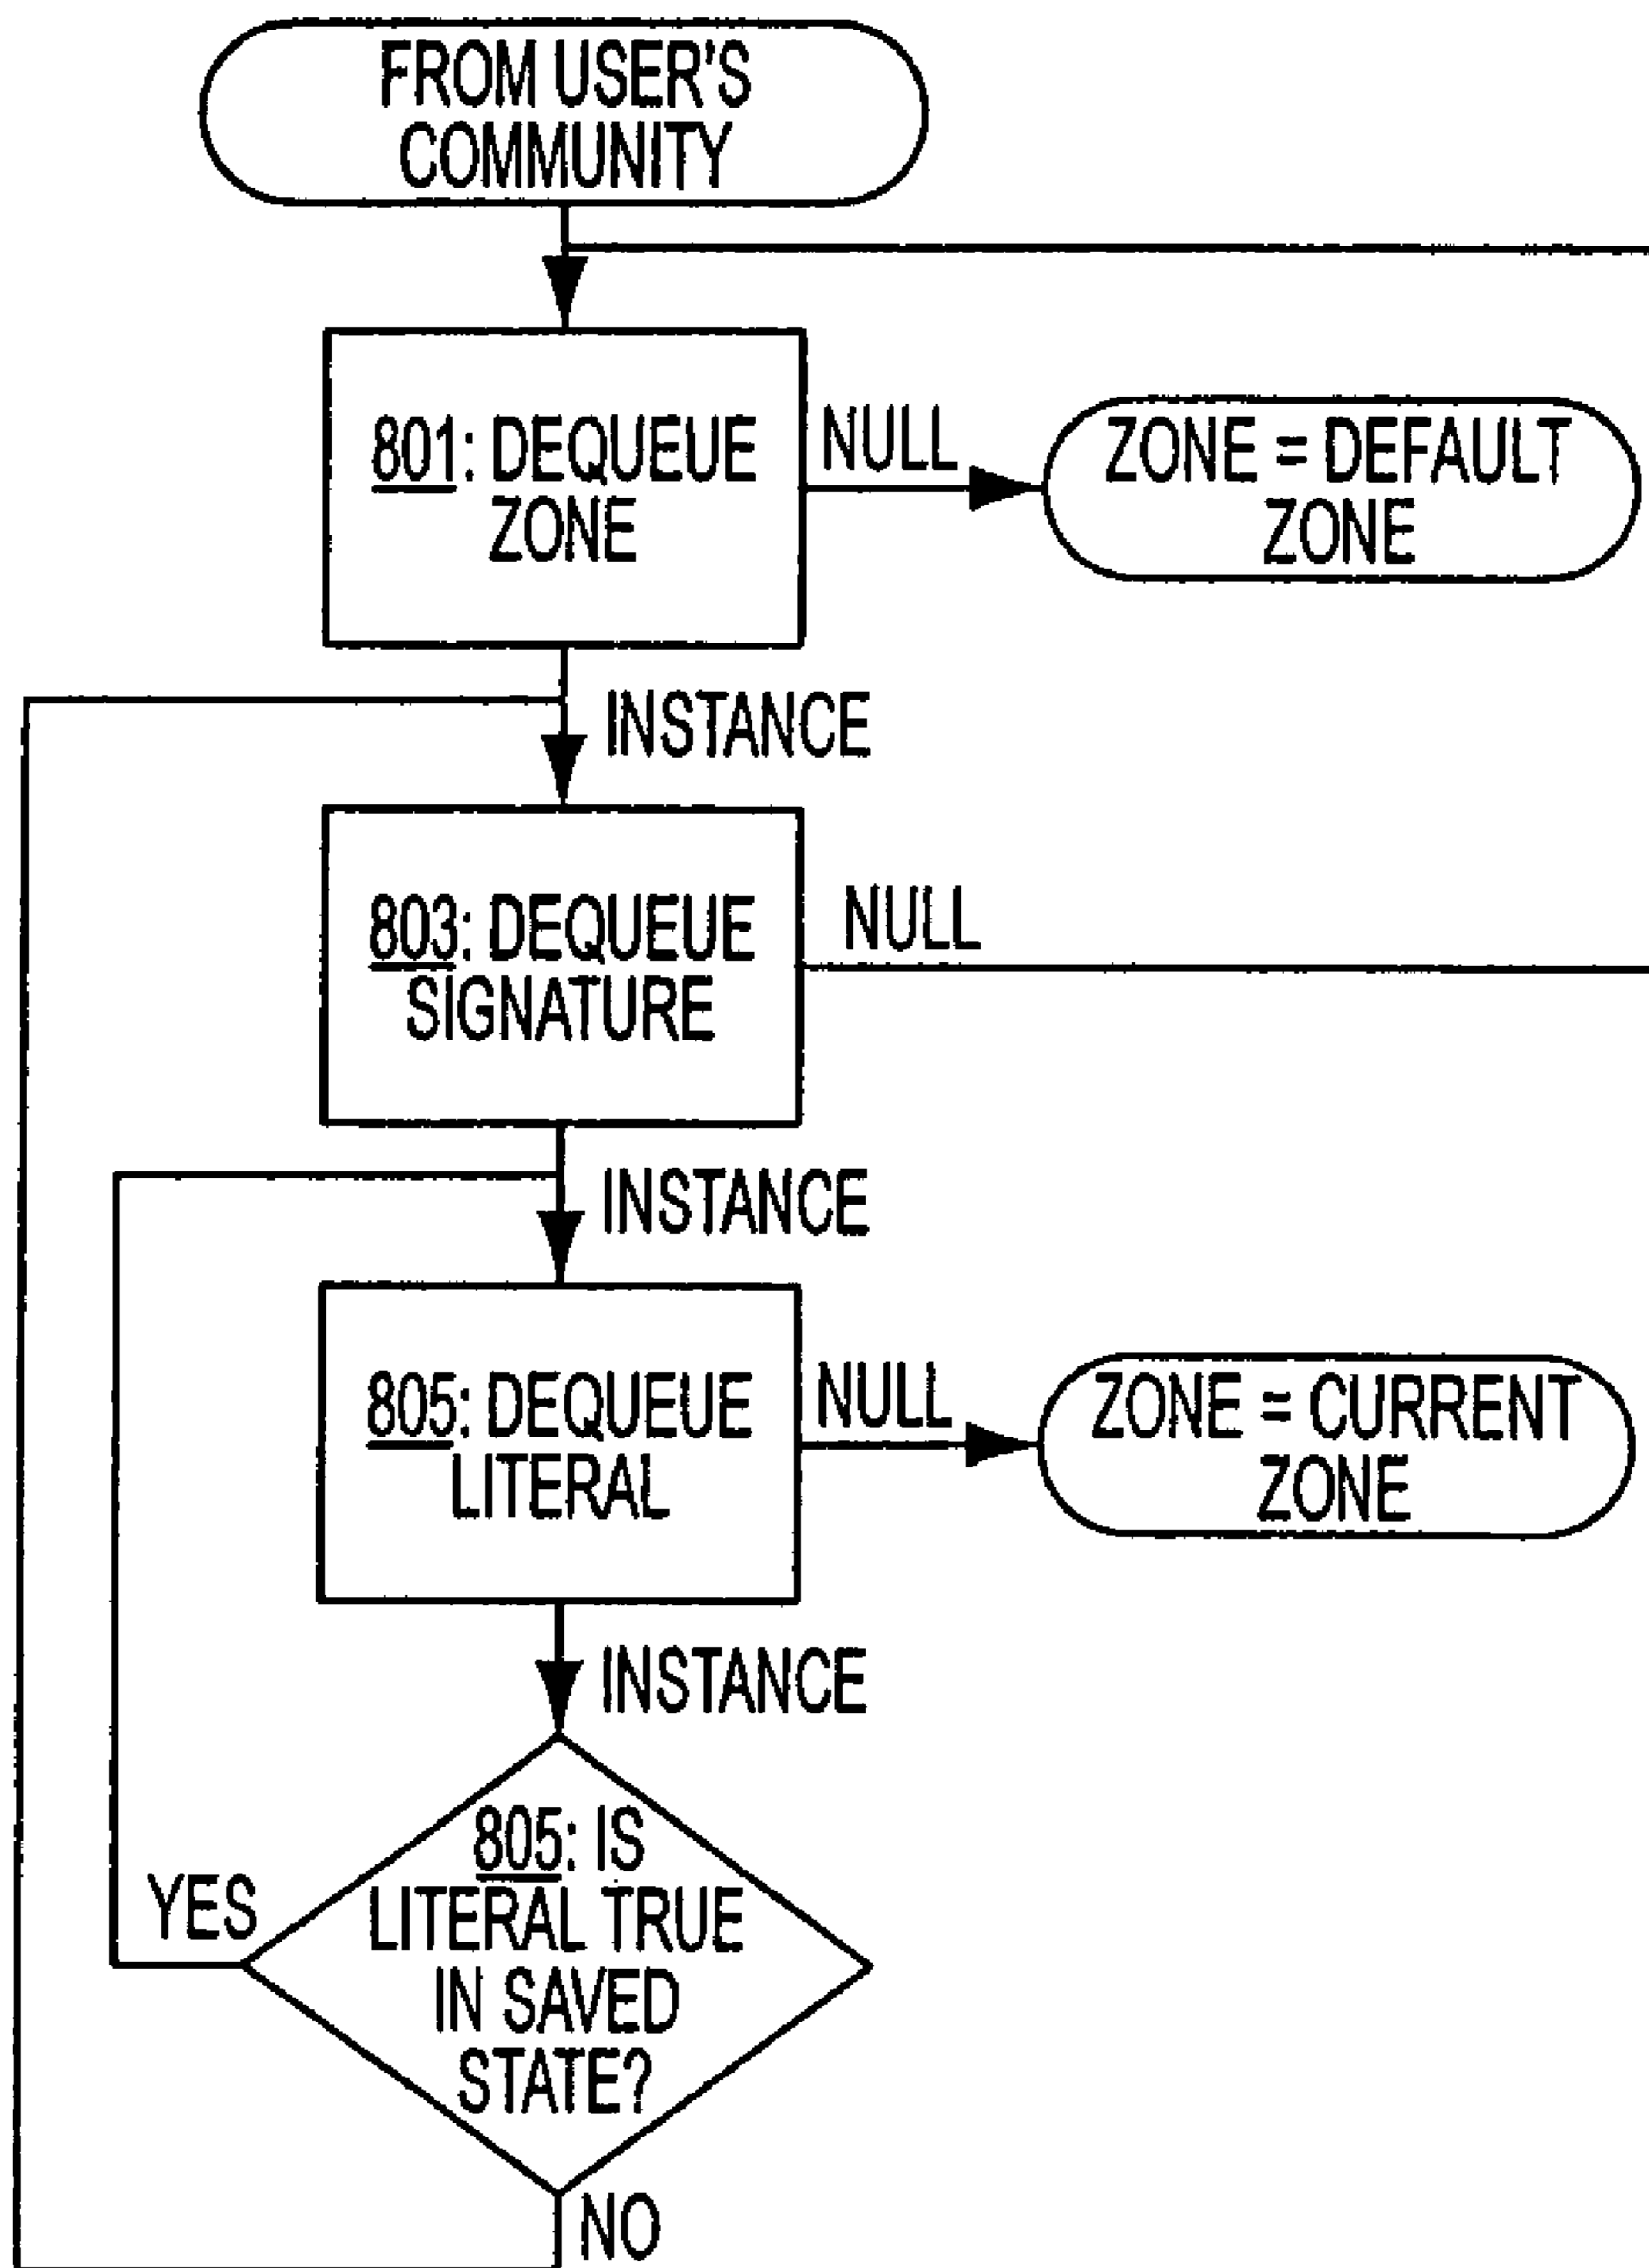 FROM USER'S
COMMUNITY
801: DEQUEUE
ZONE
NULL
ZONE = DEFAULT
ZONE
INSTANCE
803: DEQUEUE
SIGNATURE
NULL
INSTANCE
805: DEQUEUE
LITERAL
NULL
ZONE = CURRENT
ZONE
INSTANCE
805: IS
LITERAL TRUE
IN SAVED
STATE?
YES
NO